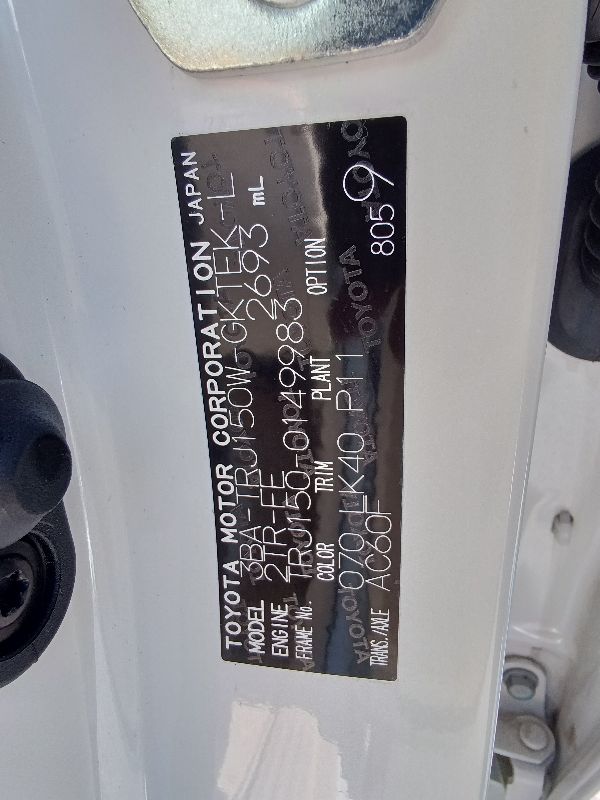 TOYOTA MOTOR CORPORATION JAPAN
MODEL 3BA-TRJ150W-GKTEK-L
ENGINE 2TR-FE 2693 mL
FRAME No. TRJ150-0149983
COLOR TRIM PLANT OPTION
070 LK40 P11
TRANS./AXLE AC60F 8059